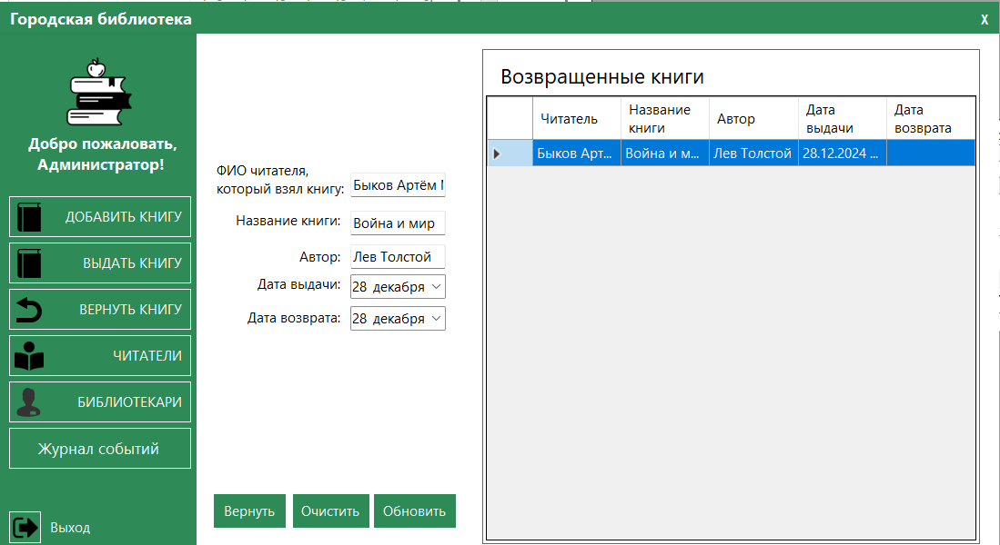 Городская библиотека
X
Добро пожаловать,
Администратор!
ДОБАВИТЬ КНИГУ
ВЫДАТЬ КНИГУ
ВЕРНУТЬ КНИГУ
ЧИТАТЕЛИ
БИБЛИОТЕКАРИ
Журнал событий
Выход
ФИО читателя,
который взял книгу:
Быков Артём
Название книги:
Война и мир
Автор:
Лев Толстой
Дата выдачи:
28 декабря
Дата возврата:
28 декабря
Вернуть
Очистить
Обновить
Возвращенные книги
Читатель
Название
книги
Автор
Дата
выдачи
Дата
возврата
Быков Арт...
Война и м...
Лев Толстой
28.12.2024 ...